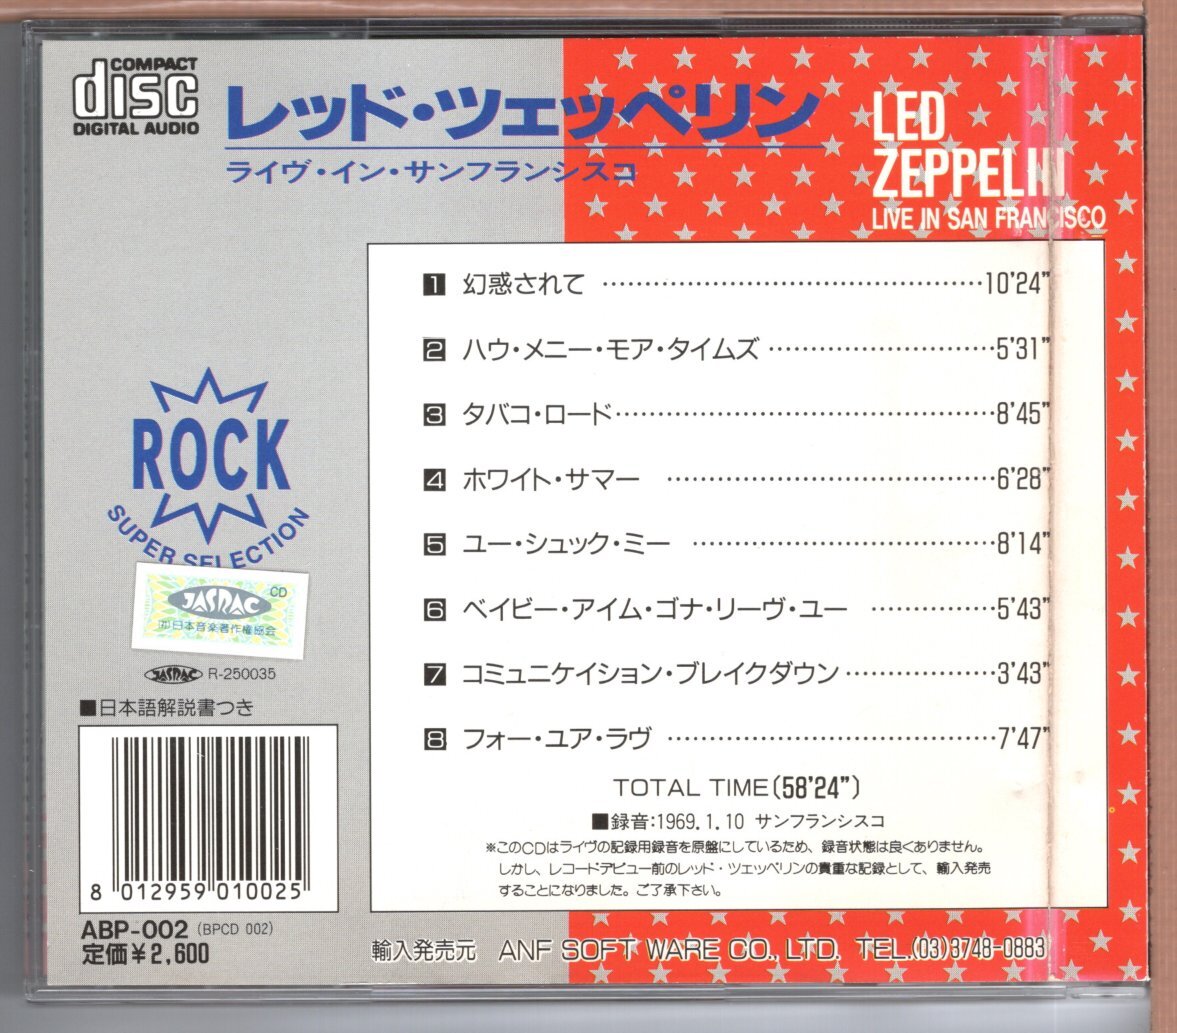 COMPACT
disc
DIGITAL AUDIO
レッド・ツェッペリン
ライヴ・イン・サンフランシスコ
LED
ZEPPELIN
LIVE IN SAN FRANCISCO
1 幻惑されて ……………………………………10'24”
2 ハウ・メニー・モア・タイムズ ……………………5'31”
3 タバコ・ロード……………………………………8'45”
4 ホワイト・サマー ………………………………6'28”
5 ユー・シュック・ミー ……………………………8'14”
6 ベイビー・アイム・ゴナ・リーヴ・ユー …………5'43”
7 コミュニケイション・ブレイクダウン……………3'43”
8 フォー・ユア・ラヴ ………………………………7'47”
TOTAL TIME(58'24”)
■録音:1969.1.10 サンフランシスコ
※このCDはライヴの記録用録音を原盤にしているため、録音状態は良くありません。
しかし、レコードデビュー前のレッド・ツェッペリンの貴重な記録として、輸入発売
することになりました。ご了承下さい。
ROCK
SUPER SELECTION
JASRAC CD
(社)日本音楽著作権協会
JASRAC R-250035
■日本語解説書つき
8 012959 010025
ABP-002 (BPCD 002)
定価¥2,600
輸入発売元 ANF SOFT WARE CO., LTD. TEL.(03)3748-0883